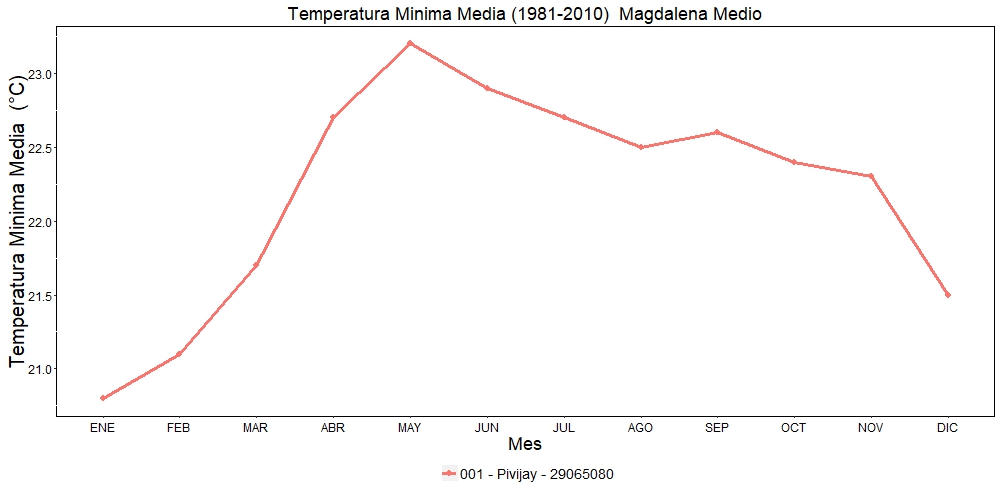 Temperatura Minima Media (1981-2010)  Magdalena Medio
Temperatura Minima Media  (°C)
23.0
22.5
22.0
21.5
21.0
ENE FEB MAR ABR MAY JUN JUL AGO SEP OCT NOV DIC
Mes
001 - Pivijay - 29065080